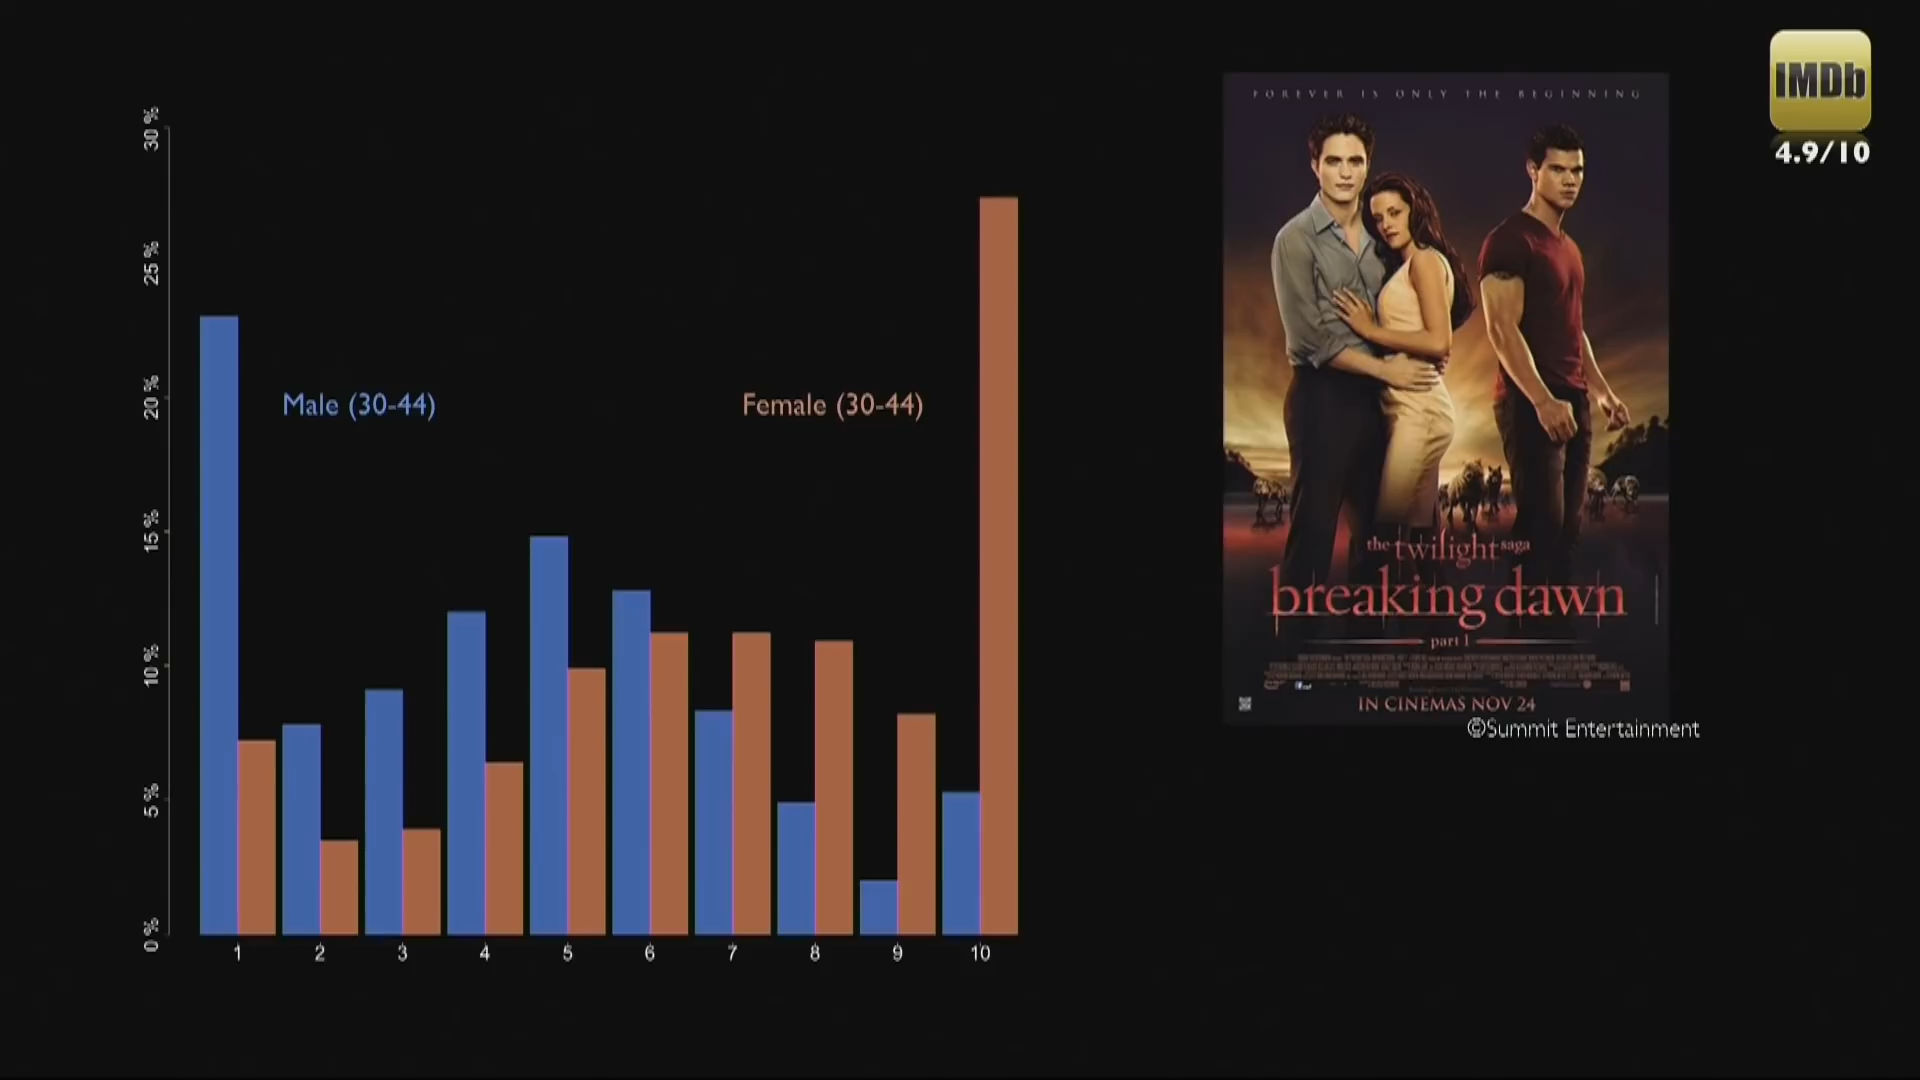 IMDb
4.9/10
30 %
25 %
20 %
15 %
10 %
5 %
0 %
Male (30-44)
Female (30-44)
1 2 3 4 5 6 7 8 9 10
FOREVER IS ONLY THE BEGINNING
the twilight saga
breaking dawn
part 1
IN CINEMAS NOV 24
©Summit Entertainment